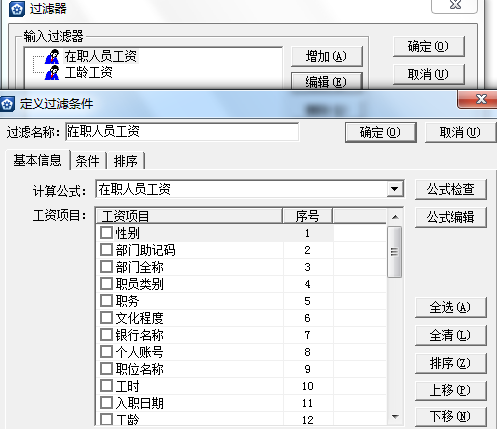 过滤器
输入过滤器
在职人员工资
工龄工资
增加(A)
编辑(E)
确定(O)
取消(U)
定义过滤条件
过滤名称: 在职人员工资
确定(O)
取消(U)
基本信息 条件 排序
计算公式: 在职人员工资
公式检查
工资项目:
公式编辑
工资项目 序号
性别 1
部门助记码 2
部门全称 3
职员类别 4
职务 5
文化程度 6
银行名称 7
个人账号 8
职位名称 9
工时 10
入职日期 11
工龄 12
全选(A)
全清(L)
排序(Z)
上移(P)
下移(N)